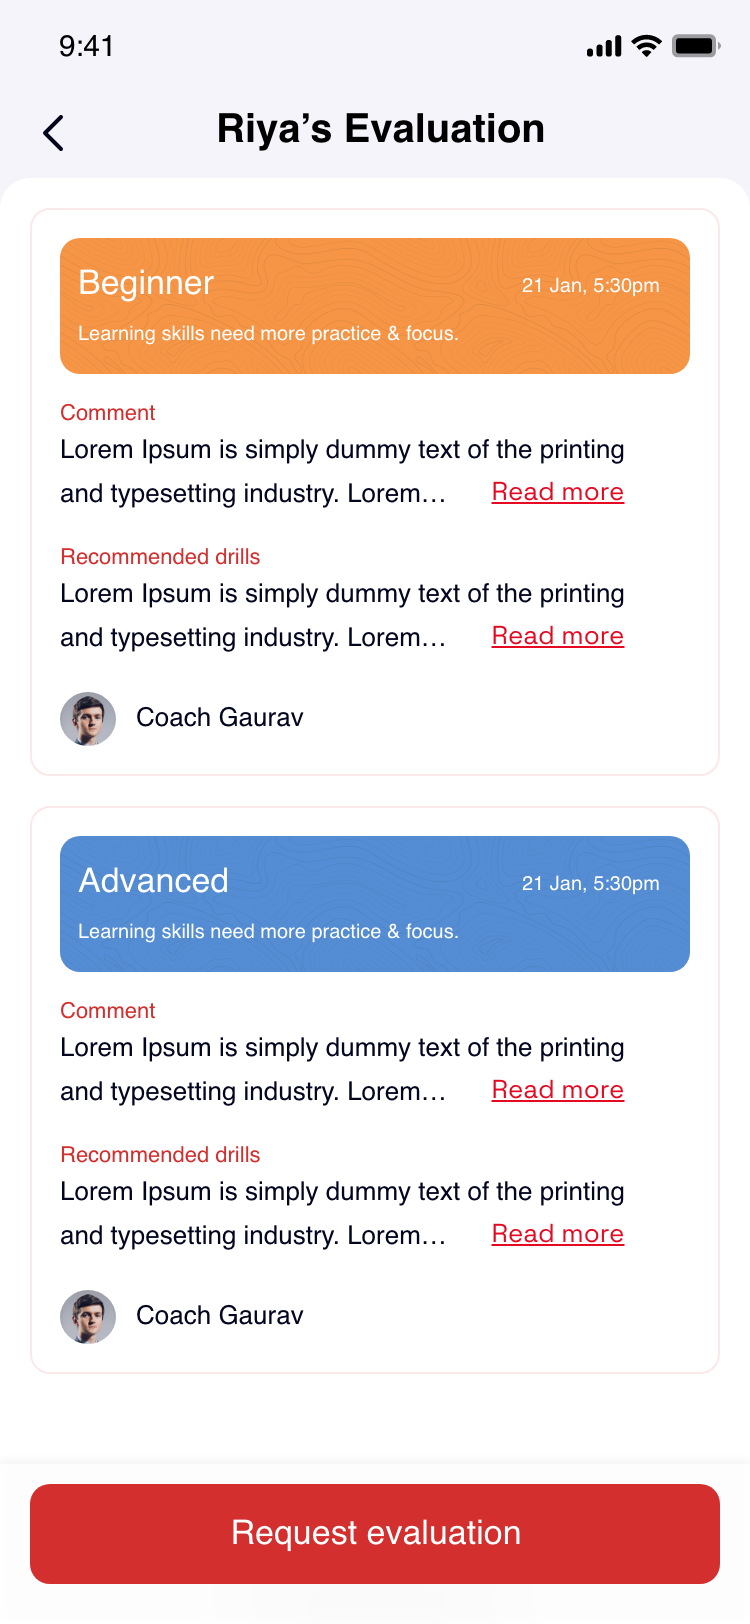 9:41
Riya’s Evaluation
Beginner
21 Jan, 5:30pm
Learning skills need more practice & focus.
Comment
Lorem Ipsum is simply dummy text of the printing
and typesetting industry. Lorem… Read more
Recommended drills
Lorem Ipsum is simply dummy text of the printing
and typesetting industry. Lorem… Read more
Coach Gaurav
Advanced
21 Jan, 5:30pm
Learning skills need more practice & focus.
Comment
Lorem Ipsum is simply dummy text of the printing
and typesetting industry. Lorem… Read more
Recommended drills
Lorem Ipsum is simply dummy text of the printing
and typesetting industry. Lorem… Read more
Coach Gaurav
Request evaluation